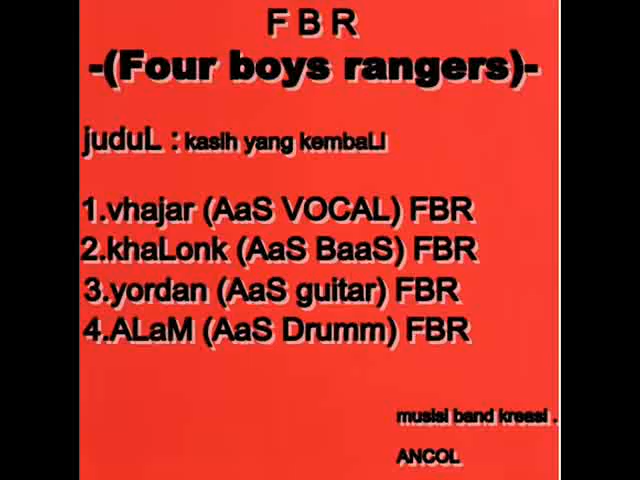 F B R
-(Four boys rangers)-
juduL : kasih yang kembaLI
1.vhajar (AaS VOCAL) FBR
2.khaLonk (AaS BaaS) FBR
3.yordan (AaS guitar) FBR
4.ALaM (AaS Drumm) FBR
musisi band kreasi .
ANCOL